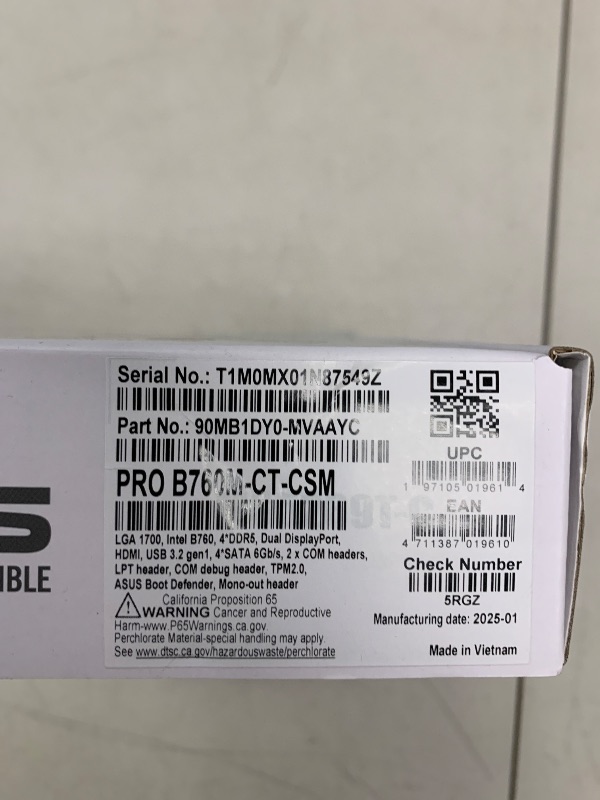 Serial No.: T1M0MX01N87549Z
Part No.: 90MB1DY0-MVAAYC
PRO B760M-CT-CSM
LGA 1700, Intel B760, 4*DDR5, Dual DisplayPort,
HDMI, USB 3.2 gen1, 4*SATA 6Gb/s, 2 x COM headers,
LPT header, COM debug header, TPM2.0,
ASUS Boot Defender, Mono-out header
California Proposition 65
WARNING Cancer and Reproductive
Harm-www.P65Warnings.ca.gov.
Perchlorate Material-special handling may apply.
See www.dtsc.ca.gov/hazardouswaste/perchlorate
UPC
1 97105 01961 4
EAN
4 711387 019610
Check Number
5RGZ
Manufacturing date: 2025-01
Made in Vietnam